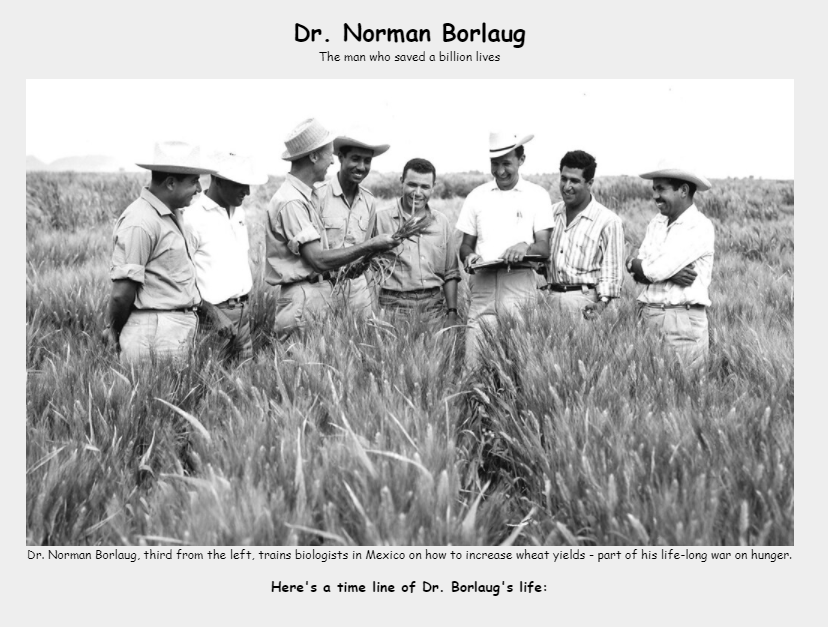 Dr. Norman Borlaug
The man who saved a billion lives
Dr. Norman Borlaug, third from the left, trains biologists in Mexico on how to increase wheat yields - part of his life-long war on hunger.
Here's a time line of Dr. Borlaug's life: